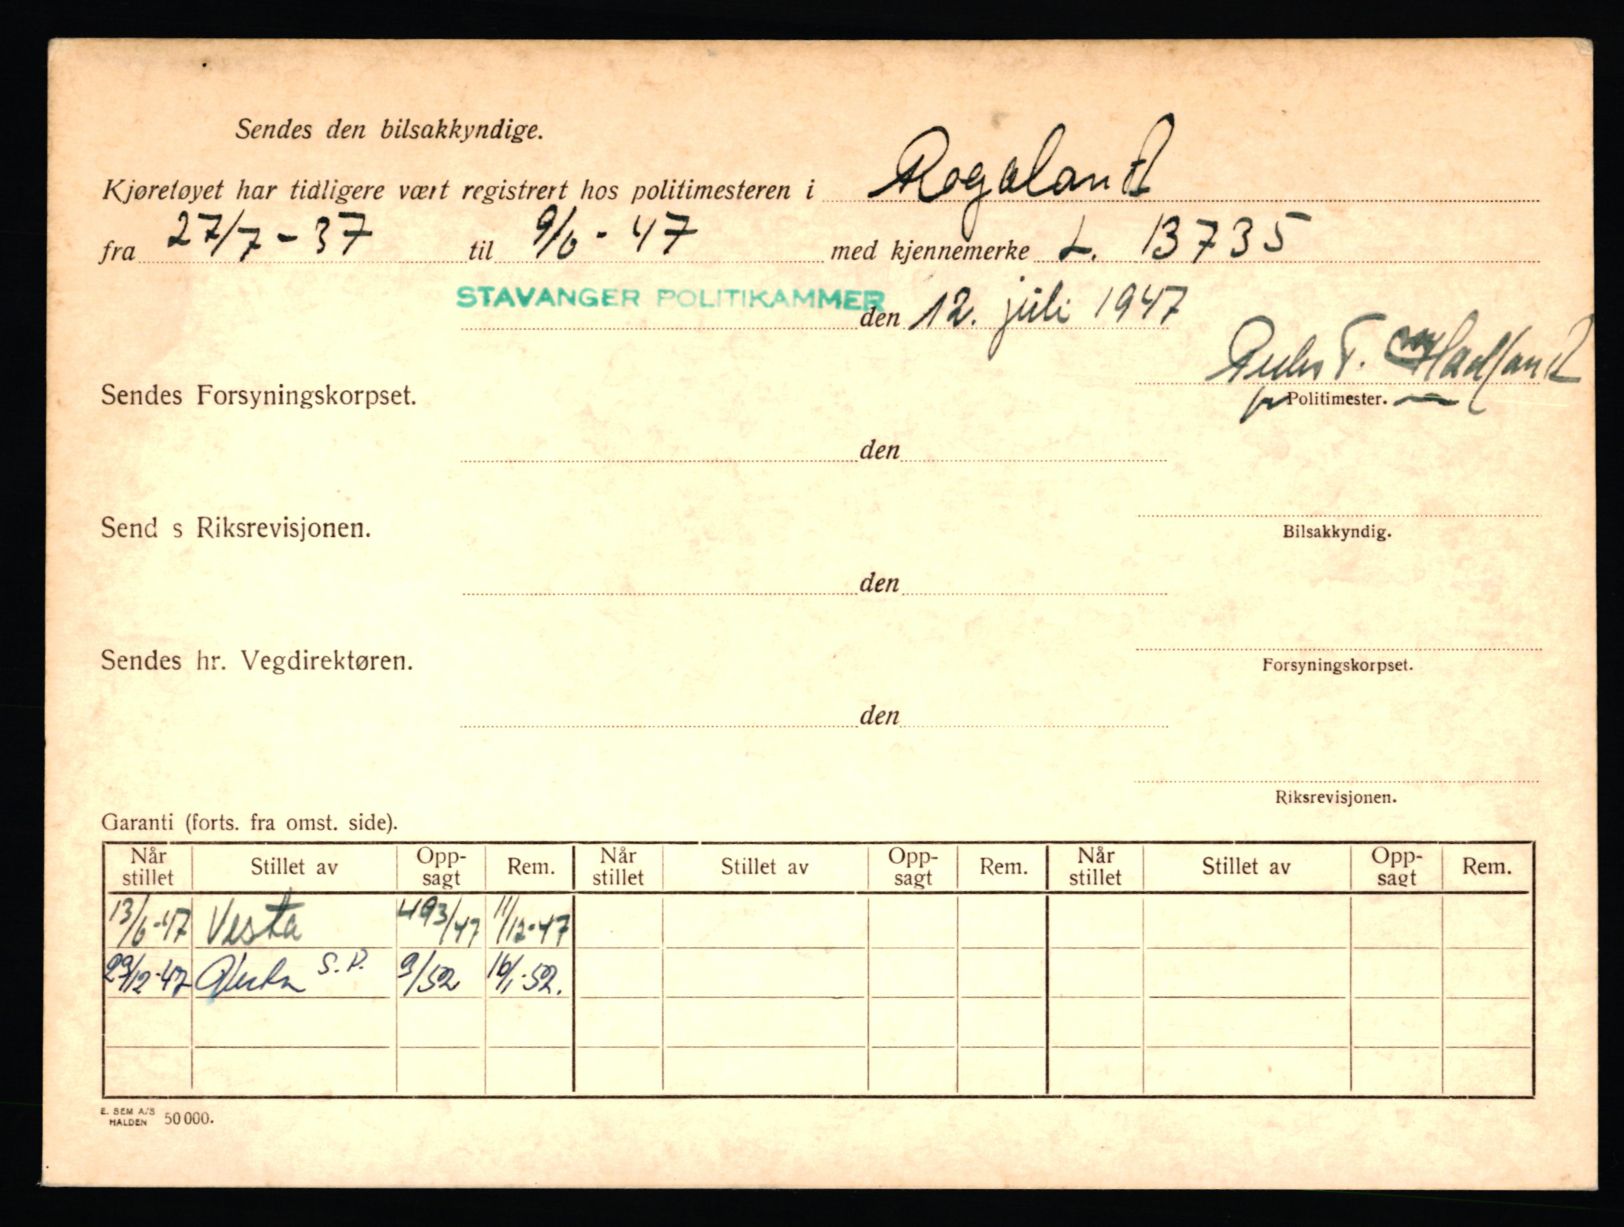 Sendes den bilsakkyndige.
Kjøretøyet har tidligere vært registrert hos politimesteren i Rogaland
fra 27/7 - 37 til 9/6 - 47 med kjennemerke L. 13735
STAVANGER POLITIKAMMER den 12. juli 1947
T. Hadland
Sendes Forsyningskorpset.
Politimester.
den
Send s Riksrevisjonen.
Bilsakkyndig.
den
Sendes hr. Vegdirektøren.
Forsyningskorpset.
den
Riksrevisjonen.
Garanti (forts. fra omst. side).
Når stillet Stillet av Opp-sagt Rem. Når stillet Stillet av Opp-sagt Rem. Når stillet Stillet av Opp-sagt Rem.
13/6-47 Vesta 493/47 11/12-47
29/12-47 S.P. 9/52 16/1-52.
E. SEM A/S
HALDEN 50 000.